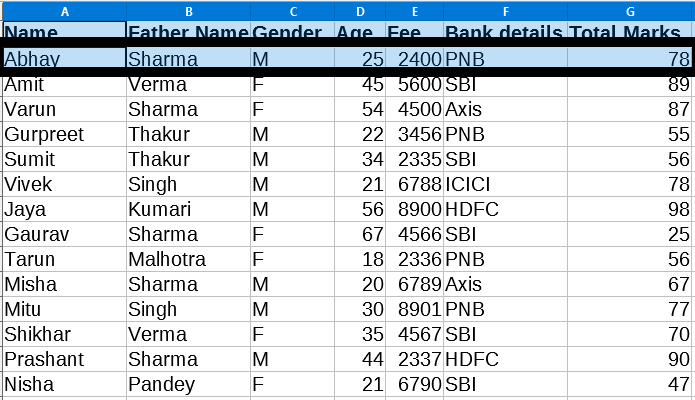 A B C D E F G
Name Father Name Gender Age Fee Bank details Total Marks
Abhay Sharma M 25 2400 PNB 78
Amit Verma F 45 5600 SBI 89
Varun Sharma F 54 4500 Axis 87
Gurpreet Thakur M 22 3456 PNB 55
Sumit Thakur M 34 2335 SBI 56
Vivek Singh M 21 6788 ICICI 78
Jaya Kumari M 56 8900 HDFC 98
Gaurav Sharma F 67 4566 SBI 25
Tarun Malhotra F 18 2336 PNB 56
Misha Sharma M 20 6789 Axis 67
Mitu Singh M 30 8901 PNB 77
Shikhar Verma F 35 4567 SBI 70
Prashant Sharma M 44 2337 HDFC 90
Nisha Pandey F 21 6790 SBI 47